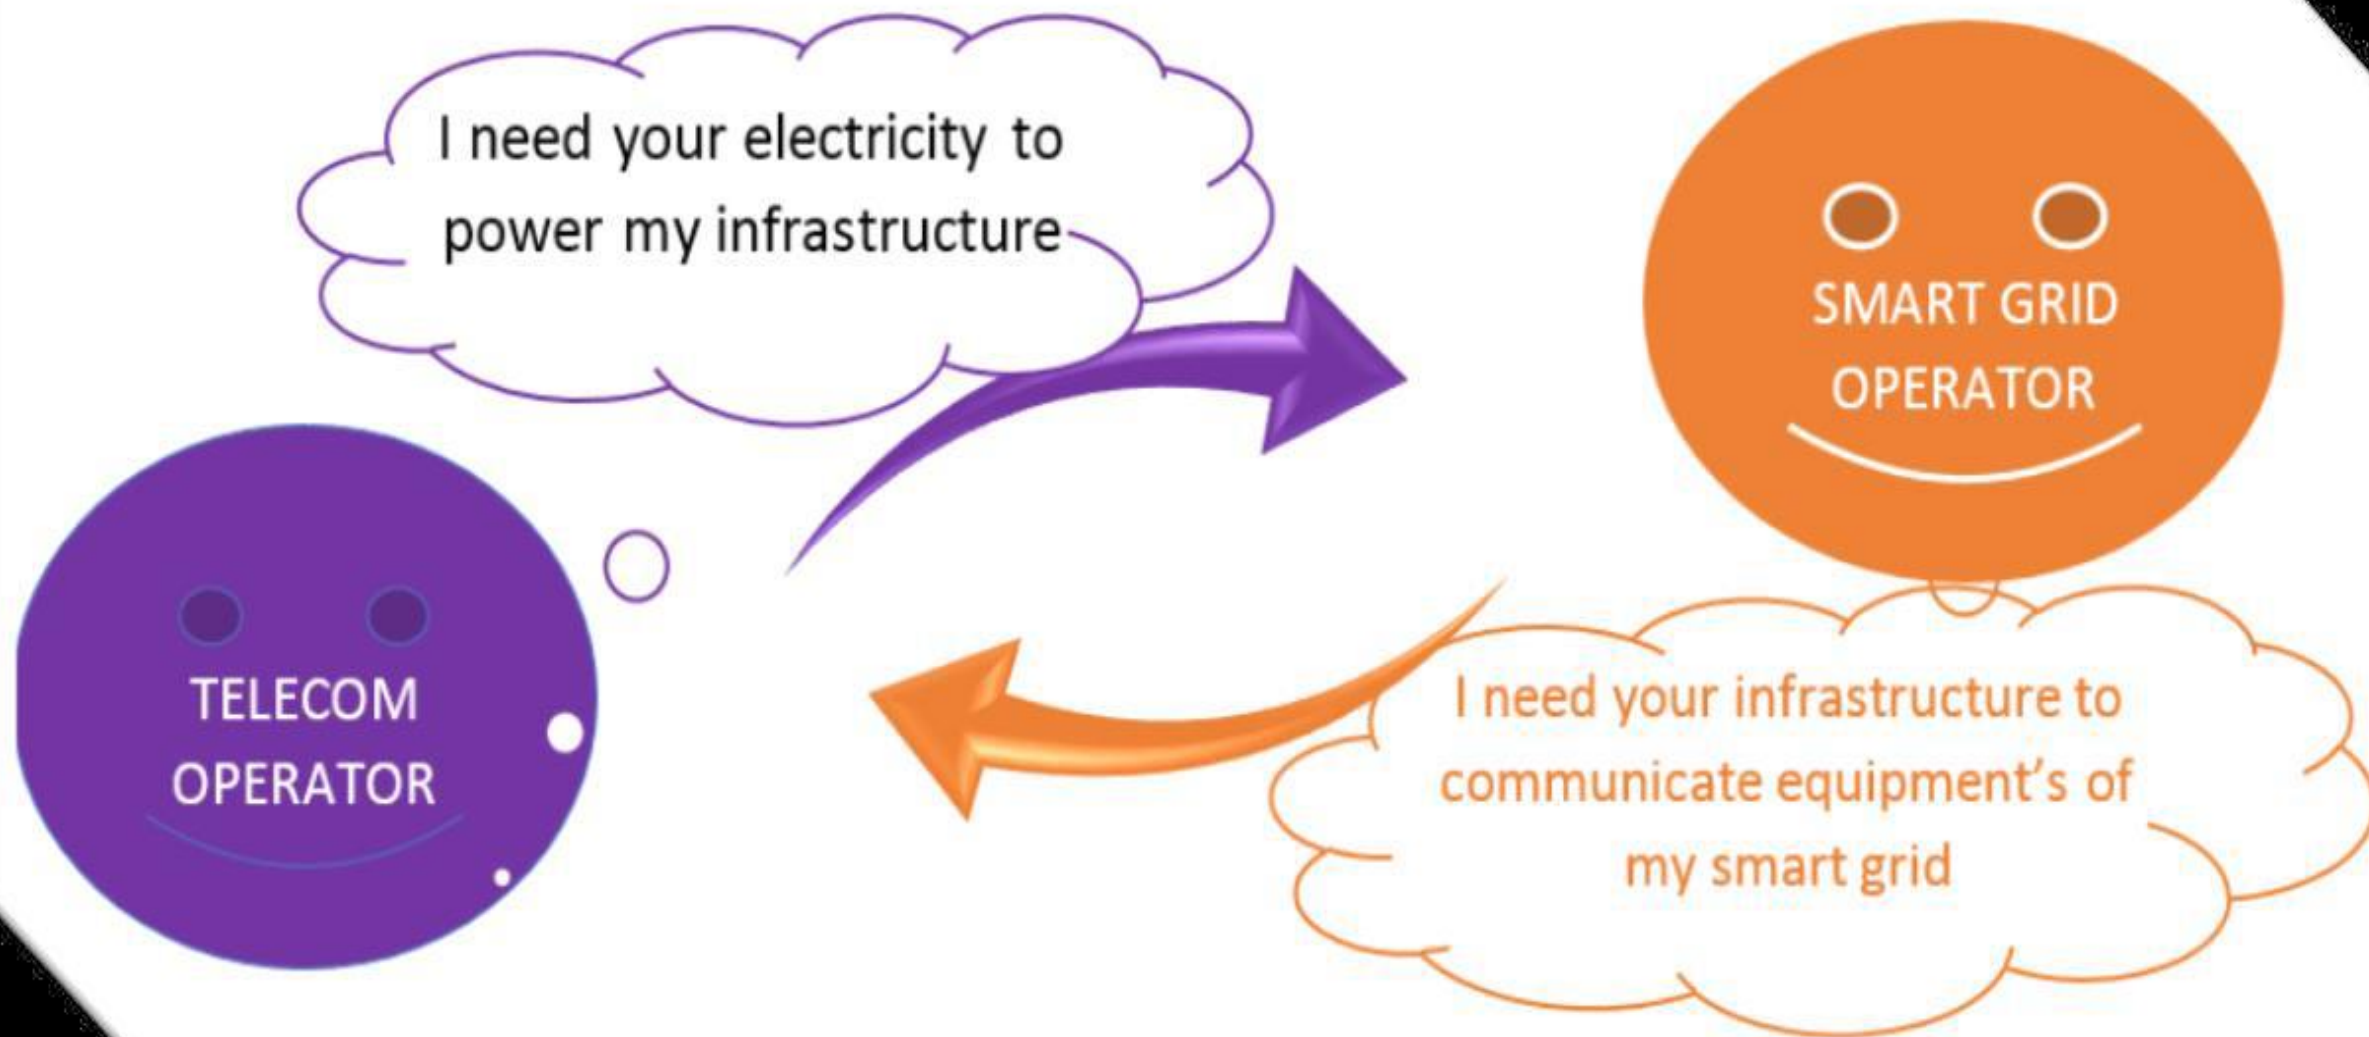 I need your electricity to
power my infrastructure
SMART GRID
OPERATOR
TELECOM
OPERATOR
I need your infrastructure to
communicate equipment's of
my smart grid